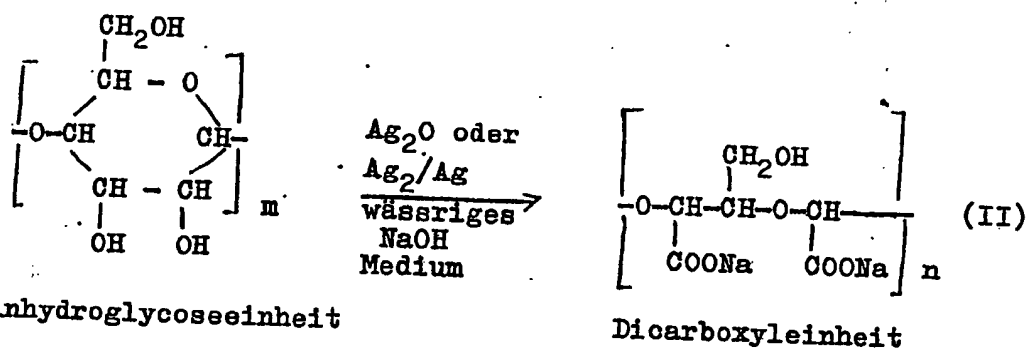 CH2OH
CH - O
-O-CH CH-
CH - CH
OH OH
m
Ag2O oder
Ag2/Ag
wässriges
NaOH
Medium
CH2OH
-O-CH-CH-O-CH-
COONa COONa
n
(II)
nhydroglycoseeinheit
Dicarboxyleinheit